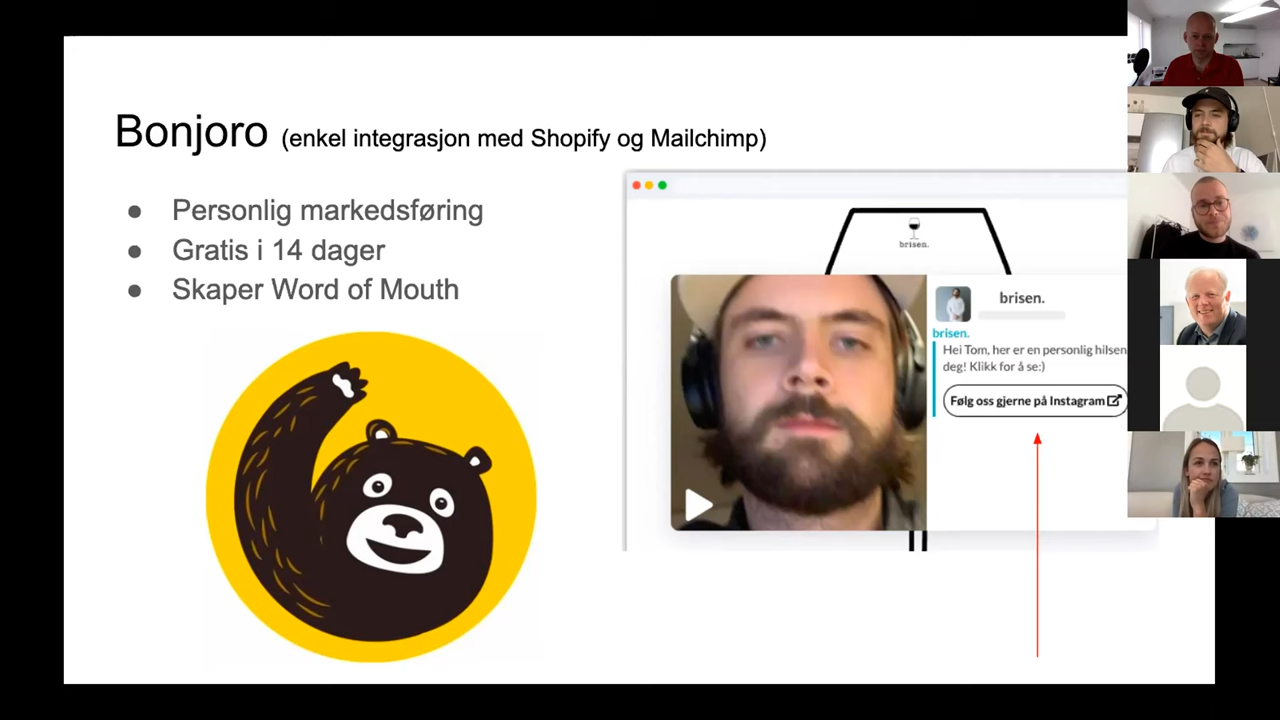 Bonjoro (enkel integrasjon med Shopify og Mailchimp)
● Personlig markedsføring
● Gratis i 14 dager
● Skaper Word of Mouth
brisen.
brisen.
brisen.
Hei Tom, her er en personlig hilsen
deg! Klikk for å se:)
Følg oss gjerne på Instagram